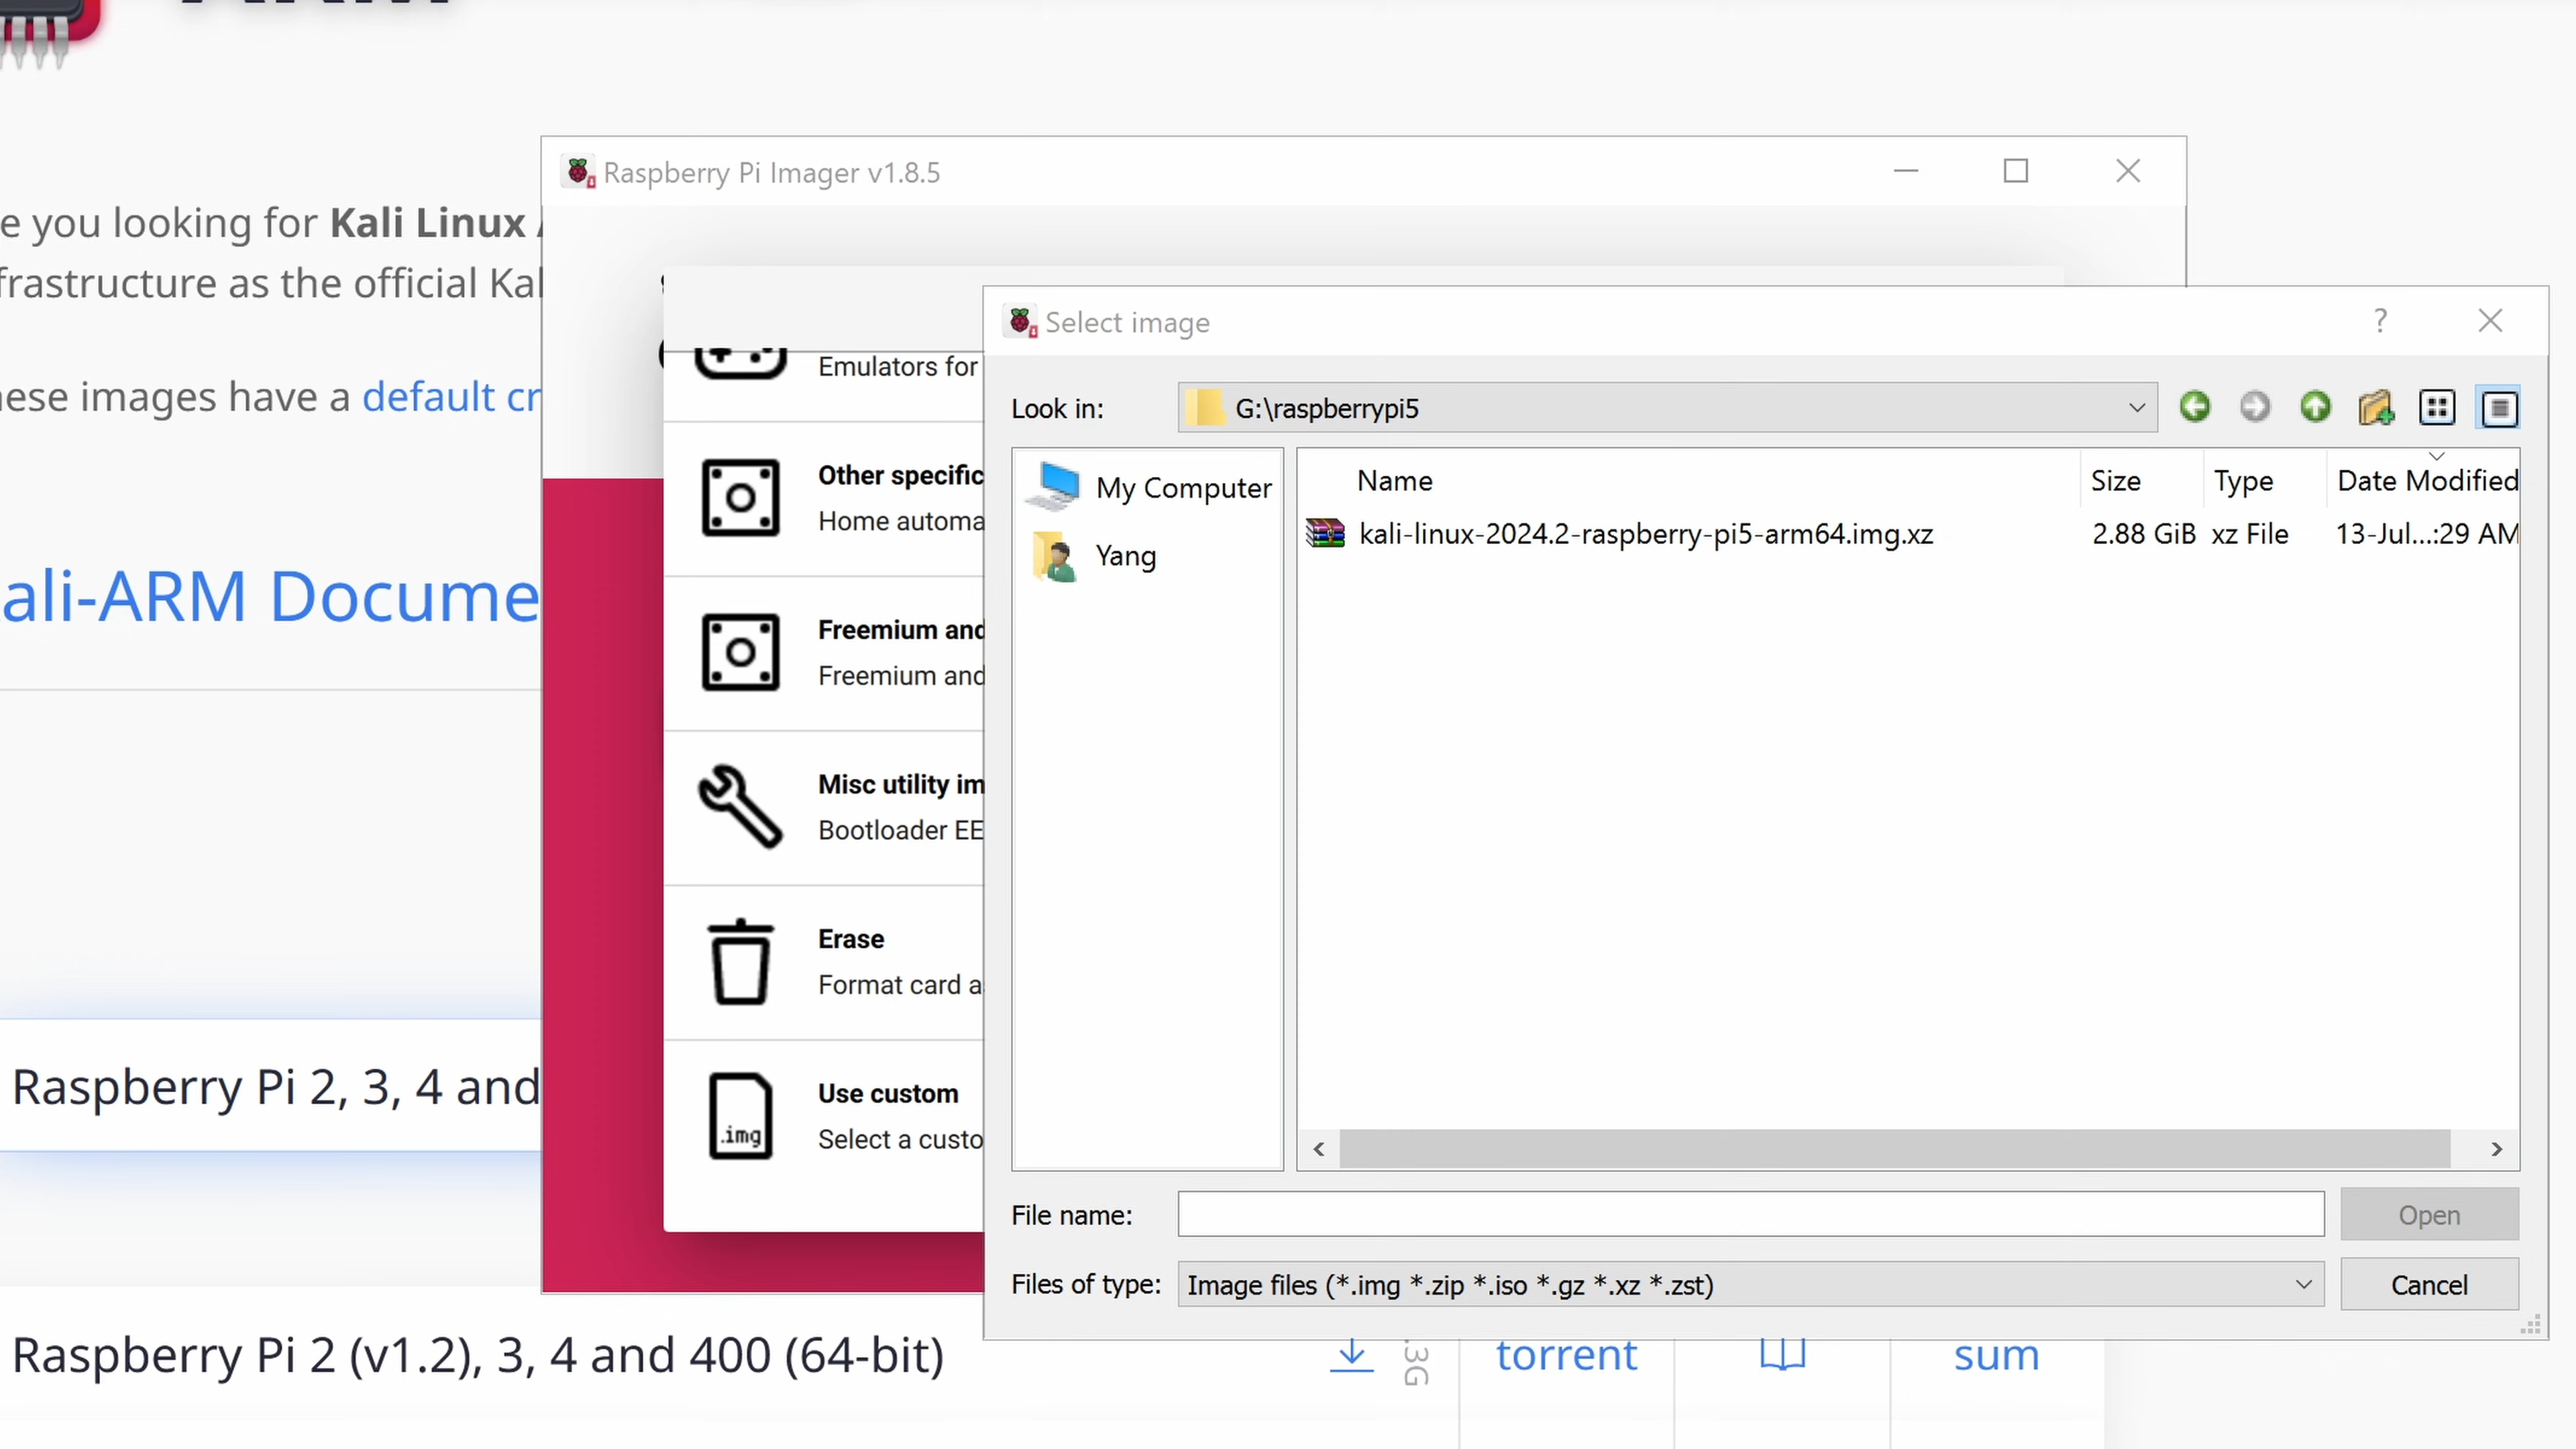 Raspberry Pi Imager v1.8.5
e you looking for Kali Linux
frastructure as the official Kal
ese images have a default cr
ali-ARM Docume
Raspberry Pi 2, 3, 4 and
Emulators for
Other specific
Home automa
Freemium and
Freemium and
Misc utility im
Bootloader EE
Erase
Format card a
Use custom
Select a custo
.img
Select image
?
Look in:
G:\raspberrypi5
My Computer
Yang
Name Size Type Date Modified
kali-linux-2024.2-raspberry-pi5-arm64.img.xz 2.88 GiB xz File 13-Jul...:29 AM
File name:
Open
Files of type:
Image files (*.img *.zip *.iso *.gz *.xz *.zst)
Cancel
Raspberry Pi 2 (v1.2), 3, 4 and 400 (64-bit)
.3G
torrent
sum